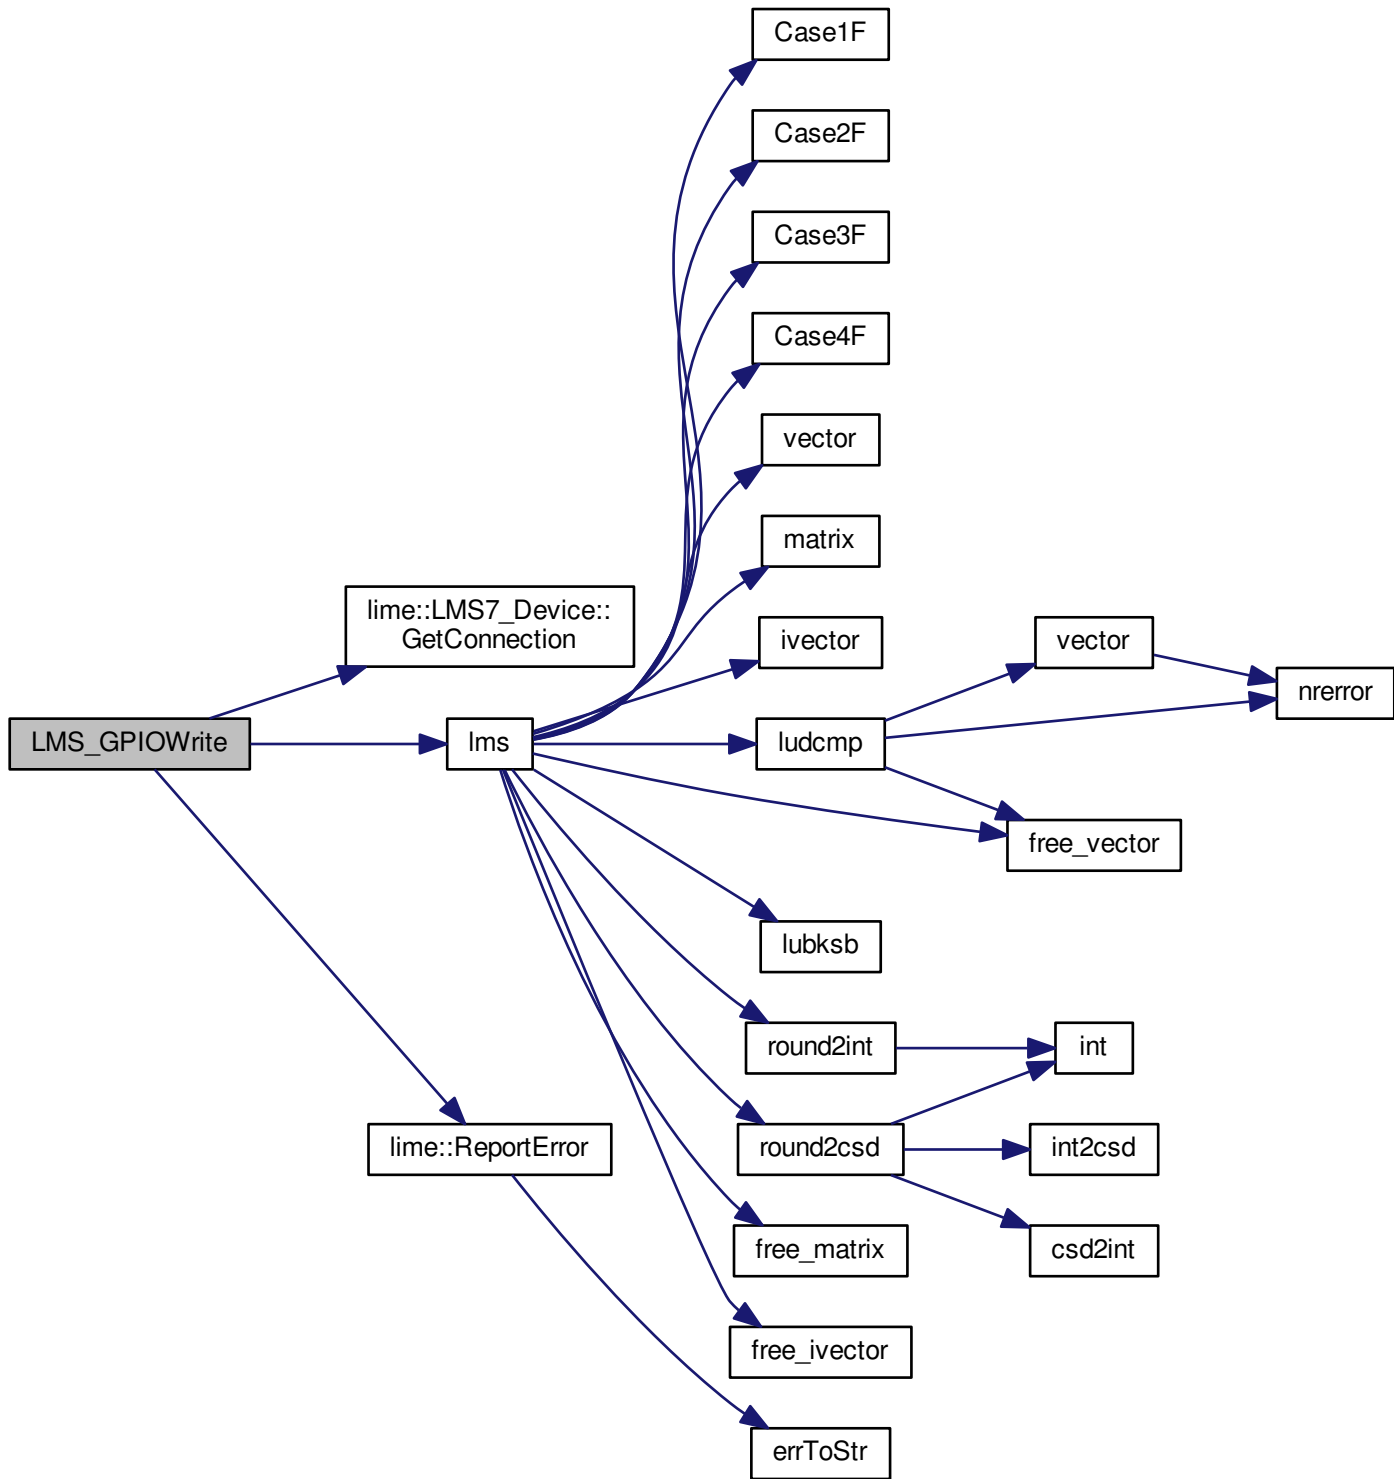 Case1F
Case2F
Case3F
Case4F
vector
matrix
lime::LMS7_Device::
GetConnection
ivector
vector
nrerror
LMS_GPIOWrite
lms
ludcmp
free_vector
lubksb
round2int
int
lime::ReportError
round2csd
int2csd
free_matrix
csd2int
free_ivector
errToStr